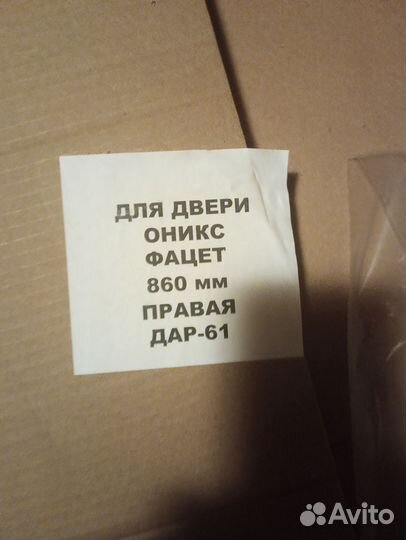 ДЛЯ ДВЕРИ
ОНИКС
ФАЦЕТ
860 мм
ПРАВАЯ
ДАР-61
Avito